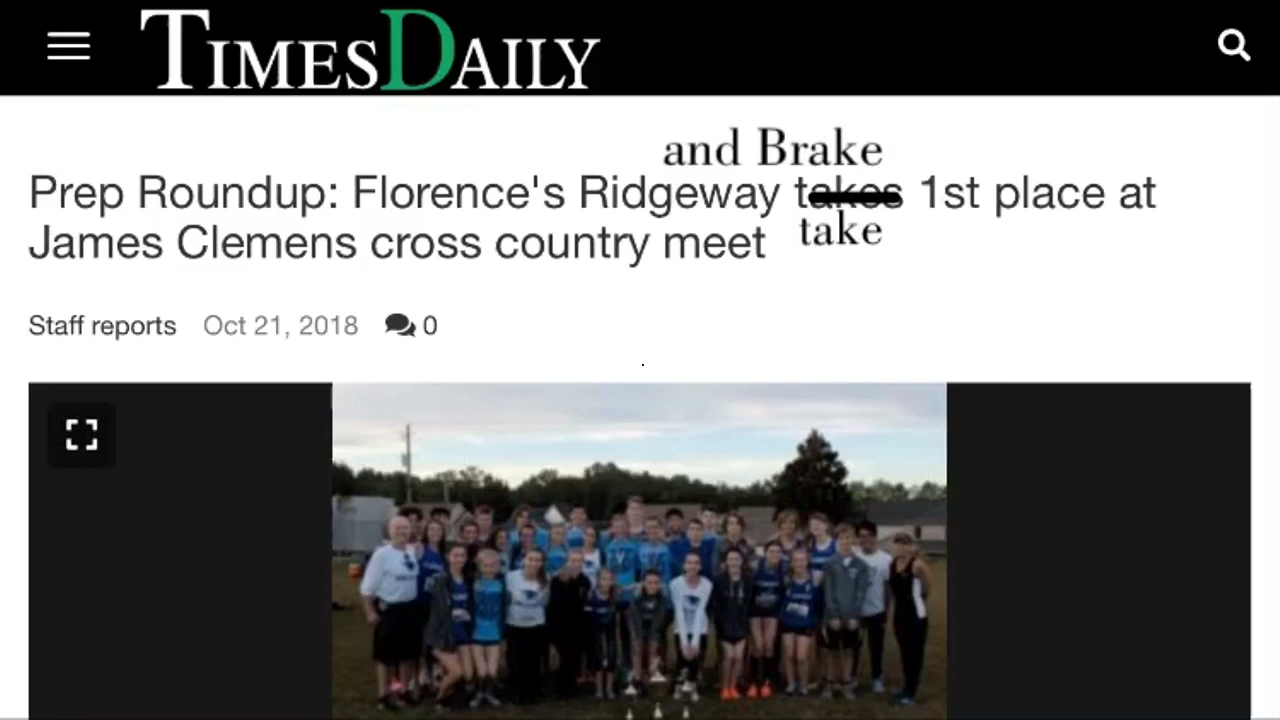 TIMESDAILY
and Brake
Prep Roundup: Florence's Ridgeway takes 1st place at
take
James Clemens cross country meet
Staff reports Oct 21, 2018 0